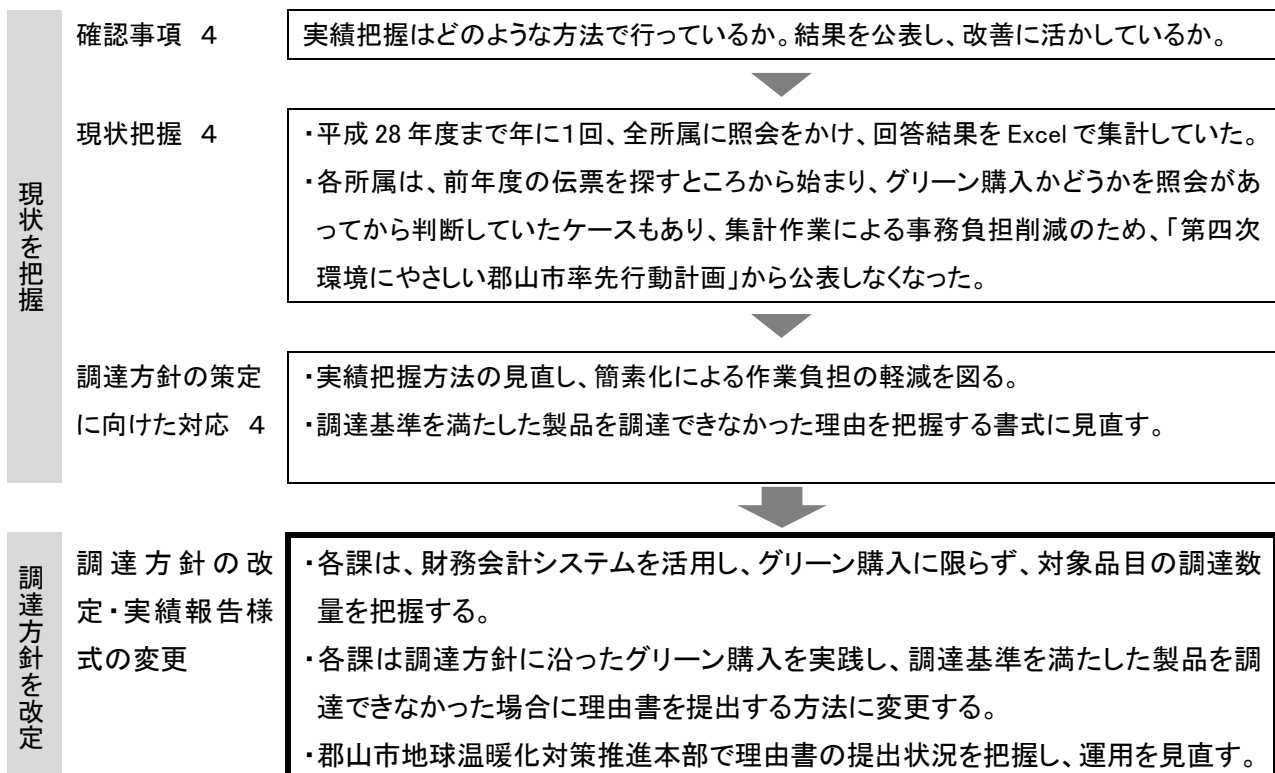 確認事項 4
実績把握はどのような方法で行っているか。結果を公表し、改善に活かしているか。
現状を把握
現状把握 4
・平成 28 年度まで年に1回、全所属に照会をかけ、回答結果を Excel で集計していた。
・各所属は、前年度の伝票を探すところから始まり、グリーン購入かどうかを照会があ
ってから判断していたケースもあり、集計作業による事務負担削減のため、「第四次
環境にやさしい郡山市率先行動計画」から公表しなくなった。
調達方針の策定
に向けた対応 4
・実績把握方法の見直し、簡素化による作業負担の軽減を図る。
・調達基準を満たした製品を調達できなかった理由を把握する書式に見直す。
調達方針を改定
調達方針の改
定・実績報告様
式の変更
・各課は、財務会計システムを活用し、グリーン購入に限らず、対象品目の調達数
量を把握する。
・各課は調達方針に沿ったグリーン購入を実践し、調達基準を満たした製品を調
達できなかった場合に理由書を提出する方法に変更する。
・郡山市地球温暖化対策推進本部で理由書の提出状況を把握し、運用を見直す。